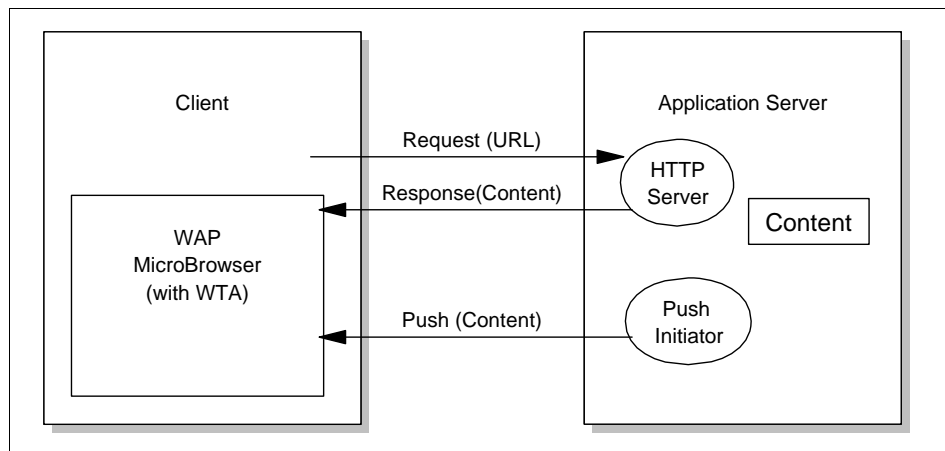 Client
Application Server
Request (URL)
HTTP
Server
Response(Content)
Content
WAP
MicroBrowser
(with WTA)
Push (Content)
Push
Initiator